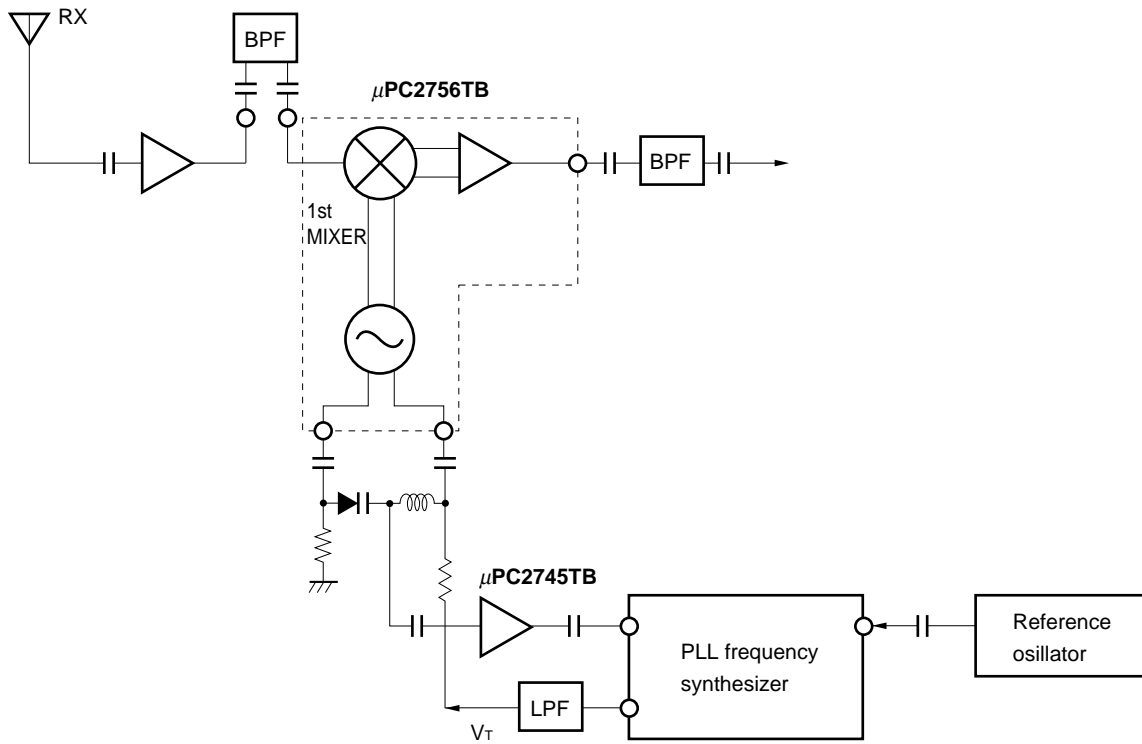 RX
BPF
μPC2756TB
BPF
1st
MIXER
μPC2745TB
PLL frequency
synthesizer
Reference
osillator
LPF
VT